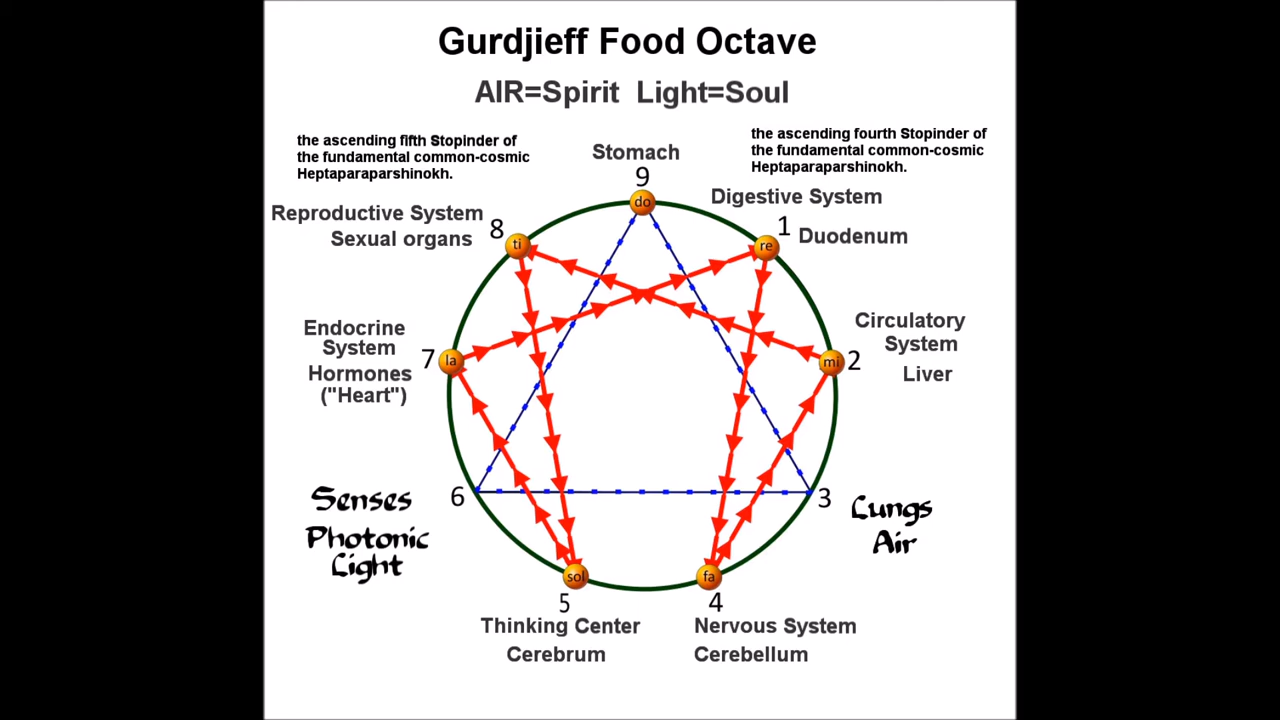 Gurdjieff Food Octave
AIR=Spirit Light=Soul
the ascending fifth Stopinder of
the fundamental common-cosmic
Heptaparaparshinokh.
the ascending fourth Stopinder of
the fundamental common-cosmic
Heptaparaparshinokh.
Stomach
9
do
Digestive System
1
re
Duodenum
Reproductive System
Sexual organs
8
ti
Circulatory
System
Liver
mi
2
Endocrine
System
Hormones
("Heart")
7
la
Senses
Photonic
Light
6
3
Lungs
Air
sol
5
Thinking Center
Cerebrum
fa
4
Nervous System
Cerebellum